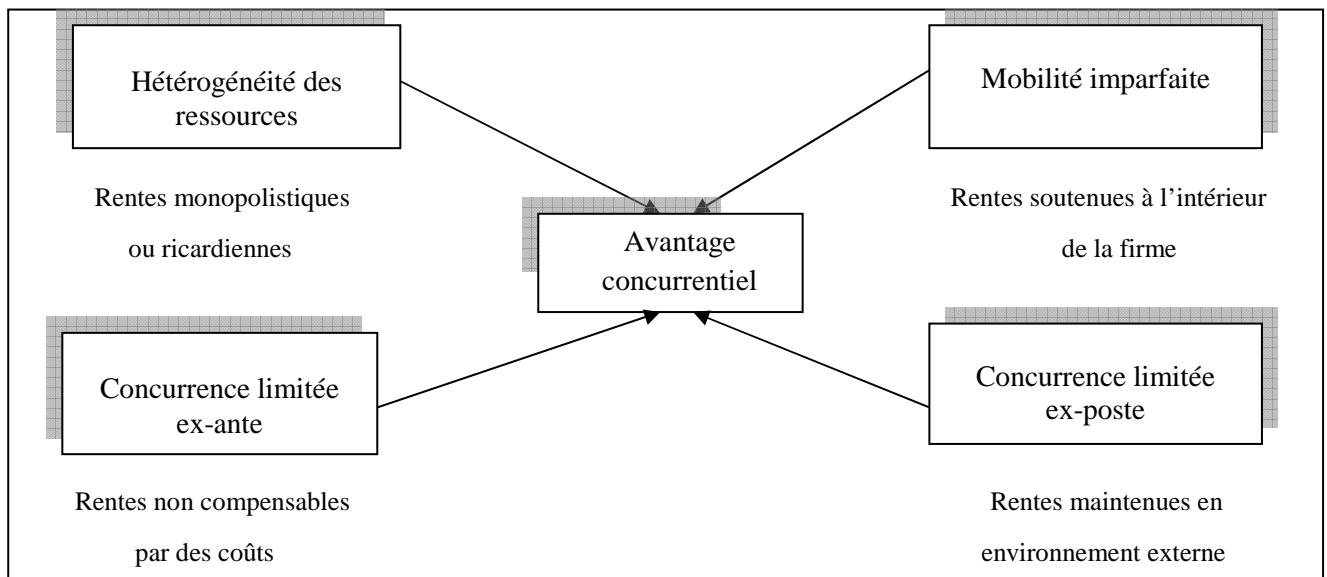 Hétérogénéité des
ressources
Mobilité imparfaite
Rentes monopolistiques
ou ricardiennes
Rentes soutenues à l’intérieur
de la firme
Avantage
concurrentiel
Concurrence limitée
ex-ante
Concurrence limitée
ex-poste
Rentes non compensables
par des coûts
Rentes maintenues en
environnement externe